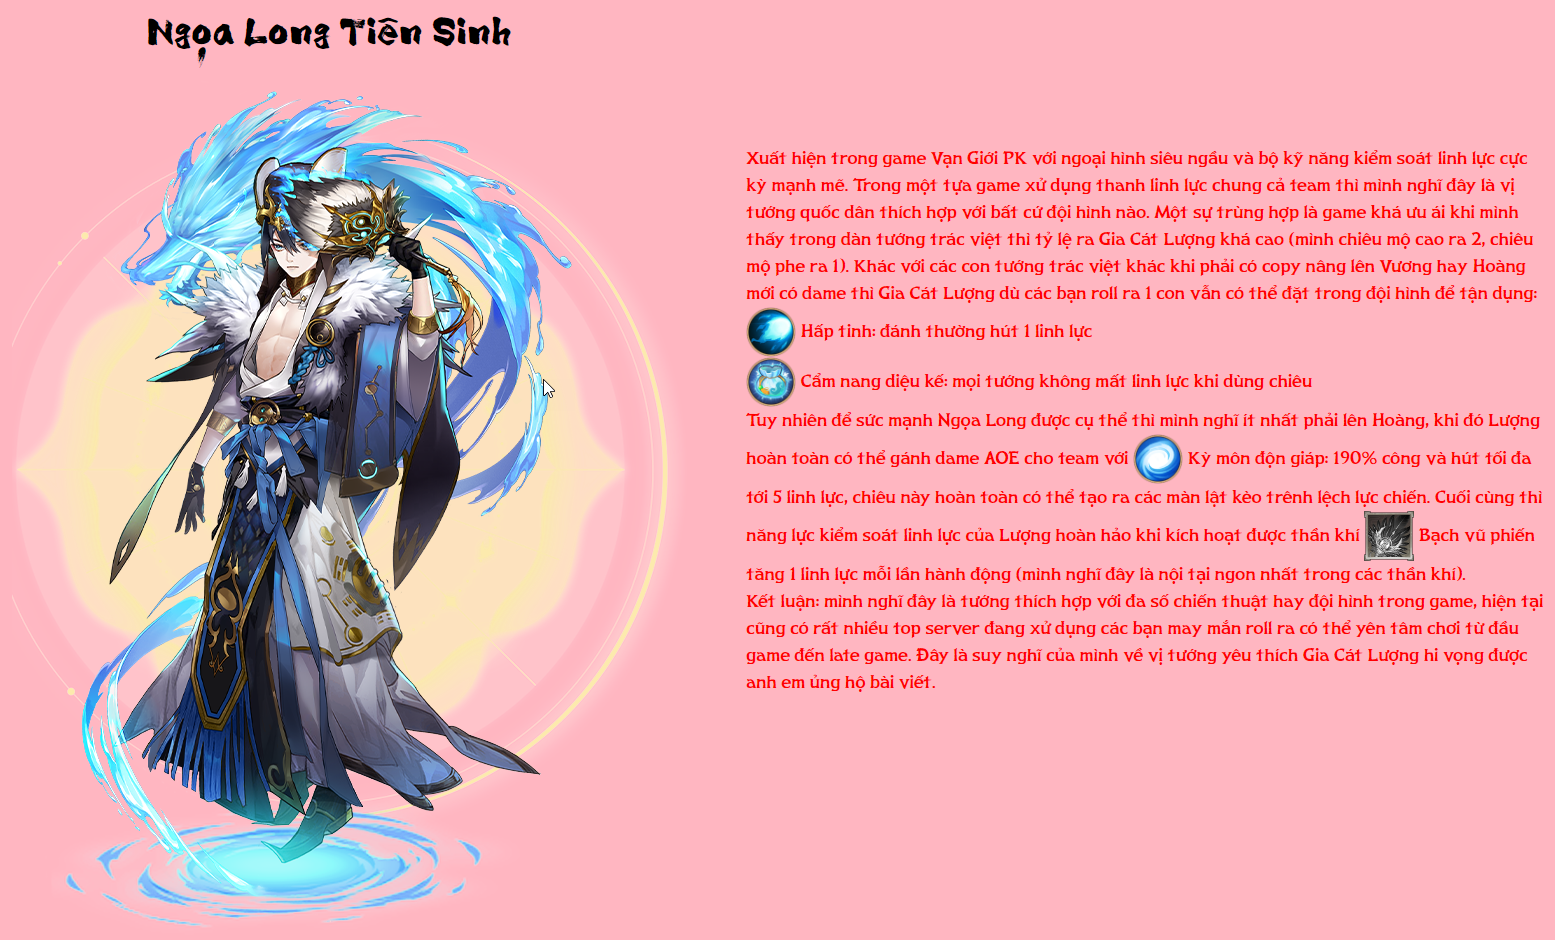 Ngọa Long Tiên Sinh
Xuất hiện trong game Vạn Giới PK với ngoại hình siêu ngầu và bộ kỹ năng kiểm soát linh lực cực
kỳ mạnh mẽ. Trong một tựa game xử dụng thanh linh lực chung cả team thì mình nghĩ đây là vị
tướng quốc dân thích hợp với bất cứ đội hình nào. Một sự trùng hợp là game khá ưu ái khi mình
thấy trong dàn tướng trác việt thì tỷ lệ ra Gia Cát Lượng khá cao (mình chiêu mộ cao ra 2, chiêu
mộ phe ra 1). Khác với các con tướng trác việt khác khi phải có copy nâng lên Vương hay Hoàng
mới có dame thì Gia Cát Lượng dù các bạn roll ra 1 con vẫn có thể đặt trong đội hình để tận dụng:
Hấp tinh: đánh thường hút 1 linh lực
Cẩm nang diệu kế: mọi tướng không mất linh lực khi dùng chiêu
Tuy nhiên để sức mạnh Ngọa Long được cụ thể thì mình nghĩ ít nhất phải lên Hoàng, khi đó Lượng
hoàn toàn có thể gánh dame AOE cho team với Kỳ môn độn giáp: 190% công và hút tối đa
tới 5 linh lực, chiêu này hoàn toàn có thể tạo ra các màn lật kèo trênh lệch lực chiến. Cuối cùng thì
năng lực kiểm soát linh lực của Lượng hoàn hảo khi kích hoạt được thần khí Bạch vũ phiến
tăng 1 linh lực mỗi lần hành động (mình nghĩ đây là nội tại ngon nhất trong các thần khí).
Kết luận: mình nghĩ đây là tướng thích hợp với đa số chiến thuật hay đội hình trong game, hiện tại
cũng có rất nhiều top server đang xử dụng các bạn may mắn roll ra có thể yên tâm chơi từ đầu
game đến late game. Đây là suy nghĩ của mình về vị tướng yêu thích Gia Cát Lượng hi vọng được
anh em ủng hộ bài viết.